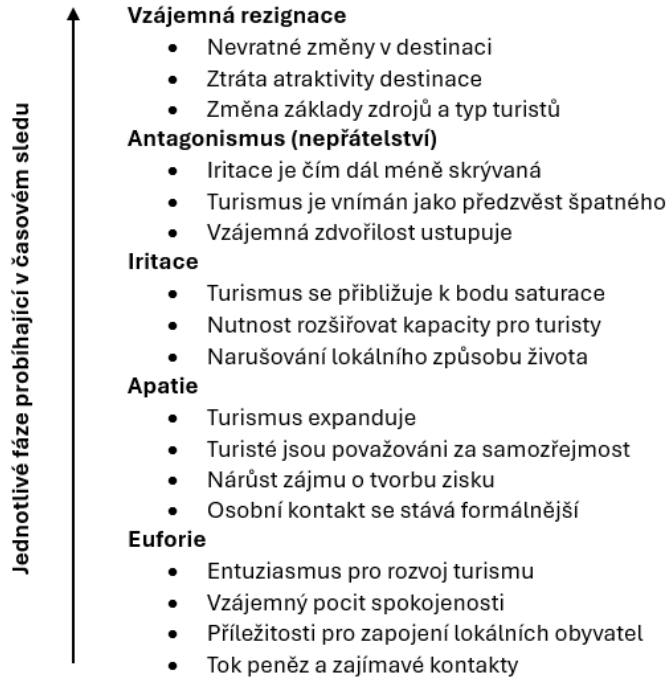 Jednotlivé fáze probíhající v časovém sledu
Vzájemná rezignace
• Nevratné změny v destinaci
• Ztráta atraktivity destinace
• Změna základy zdrojů a typ turistů
Antagonismus (nepřátelství)
• Iritace je čím dál méně skrývaná
• Turismus je vnímán jako předzvěst špatného
• Vzájemná zdvořilost ustupuje
Iritace
• Turismus se přibližuje k bodu saturace
• Nutnost rozšiřovat kapacity pro turisty
• Narušování lokálního způsobu života
Apatie
• Turismus expanduje
• Turisté jsou považováni za samozřejmost
• Nárůst zájmu o tvorbu zisku
• Osobní kontakt se stává formálnější
Euforie
• Entuziasmus pro rozvoj turismu
• Vzájemný pocit spokojenosti
• Příležitosti pro zapojení lokálních obyvatel
• Tok peněz a zajímavé kontakty